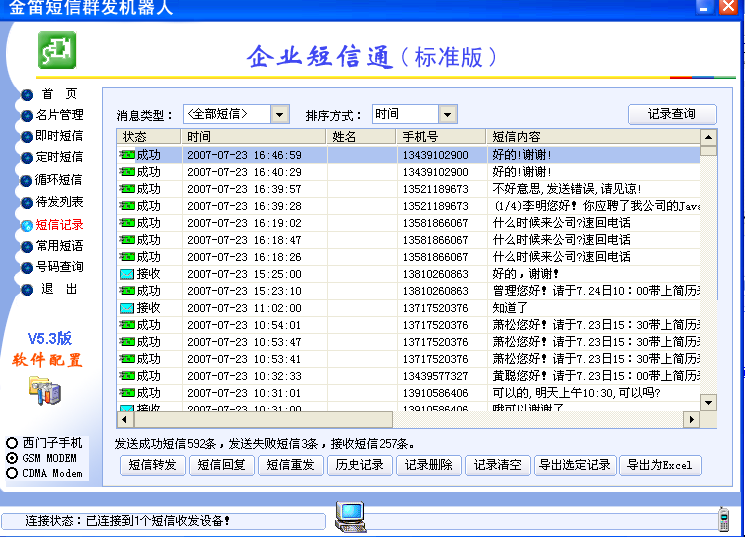 金笛短信群发机器人
企业短信通(标准版)
首 页
名片管理
即时短信
定时短信
循环短信
待发列表
短信记录
常用短语
号码查询
退 出
V5.3版
软件配置
西门子手机
GSM MODEM
CDMA Modem
消息类型: <全部短信> 排序方式: 时间 记录查询
状态 时间 姓名 手机号 短信内容
成功 2007-07-23 16:46:59 13439102900 好的!谢谢!
成功 2007-07-23 16:40:29 13439102900 好的!谢谢!
成功 2007-07-23 16:39:57 13521189673 不好意思,发送错误,请见谅!
成功 2007-07-23 16:39:26 13521189673 (1/4)李明您好! 你应聘了我公司的Java
成功 2007-07-23 16:19:02 13581866067 什么时候来公司?速回电话
成功 2007-07-23 16:18:47 13581866067 什么时候来公司?速回电话
成功 2007-07-23 16:18:28 13581866067 什么时候来公司?速回电话
接收 2007-07-23 15:25:00 13810260863 好的,谢谢!
成功 2007-07-23 15:23:10 13810260863 曾理您好! 请于7.24日10:00带上简历
接收 2007-07-23 11:02:00 13717520376 知道了
成功 2007-07-23 10:54:01 13717520376 萧松您好! 请于7.23日15:30带上简历
成功 2007-07-23 10:53:47 13717520376 萧松您好! 请于7.23日15:30带上简历
成功 2007-07-23 10:53:41 13717520376 萧松您好! 请于7.23日15:30带上简历
成功 2007-07-23 10:32:33 13439577327 黄聪您好! 请于7.23日15:00带上简历
成功 2007-07-23 10:31:01 13910586406 可以的,明天上午10:30,可以吗?
接收 2007-07-23 10:31:00 13910586406 哦可以谢谢了
发送成功短信592条,发送失败短信3条,接收短信257条。
短信转发 短信回复 短信重发 历史记录 记录删除 记录清空 导出选定记录 导出为Excel
连接状态:已连接到1个短信收发设备!